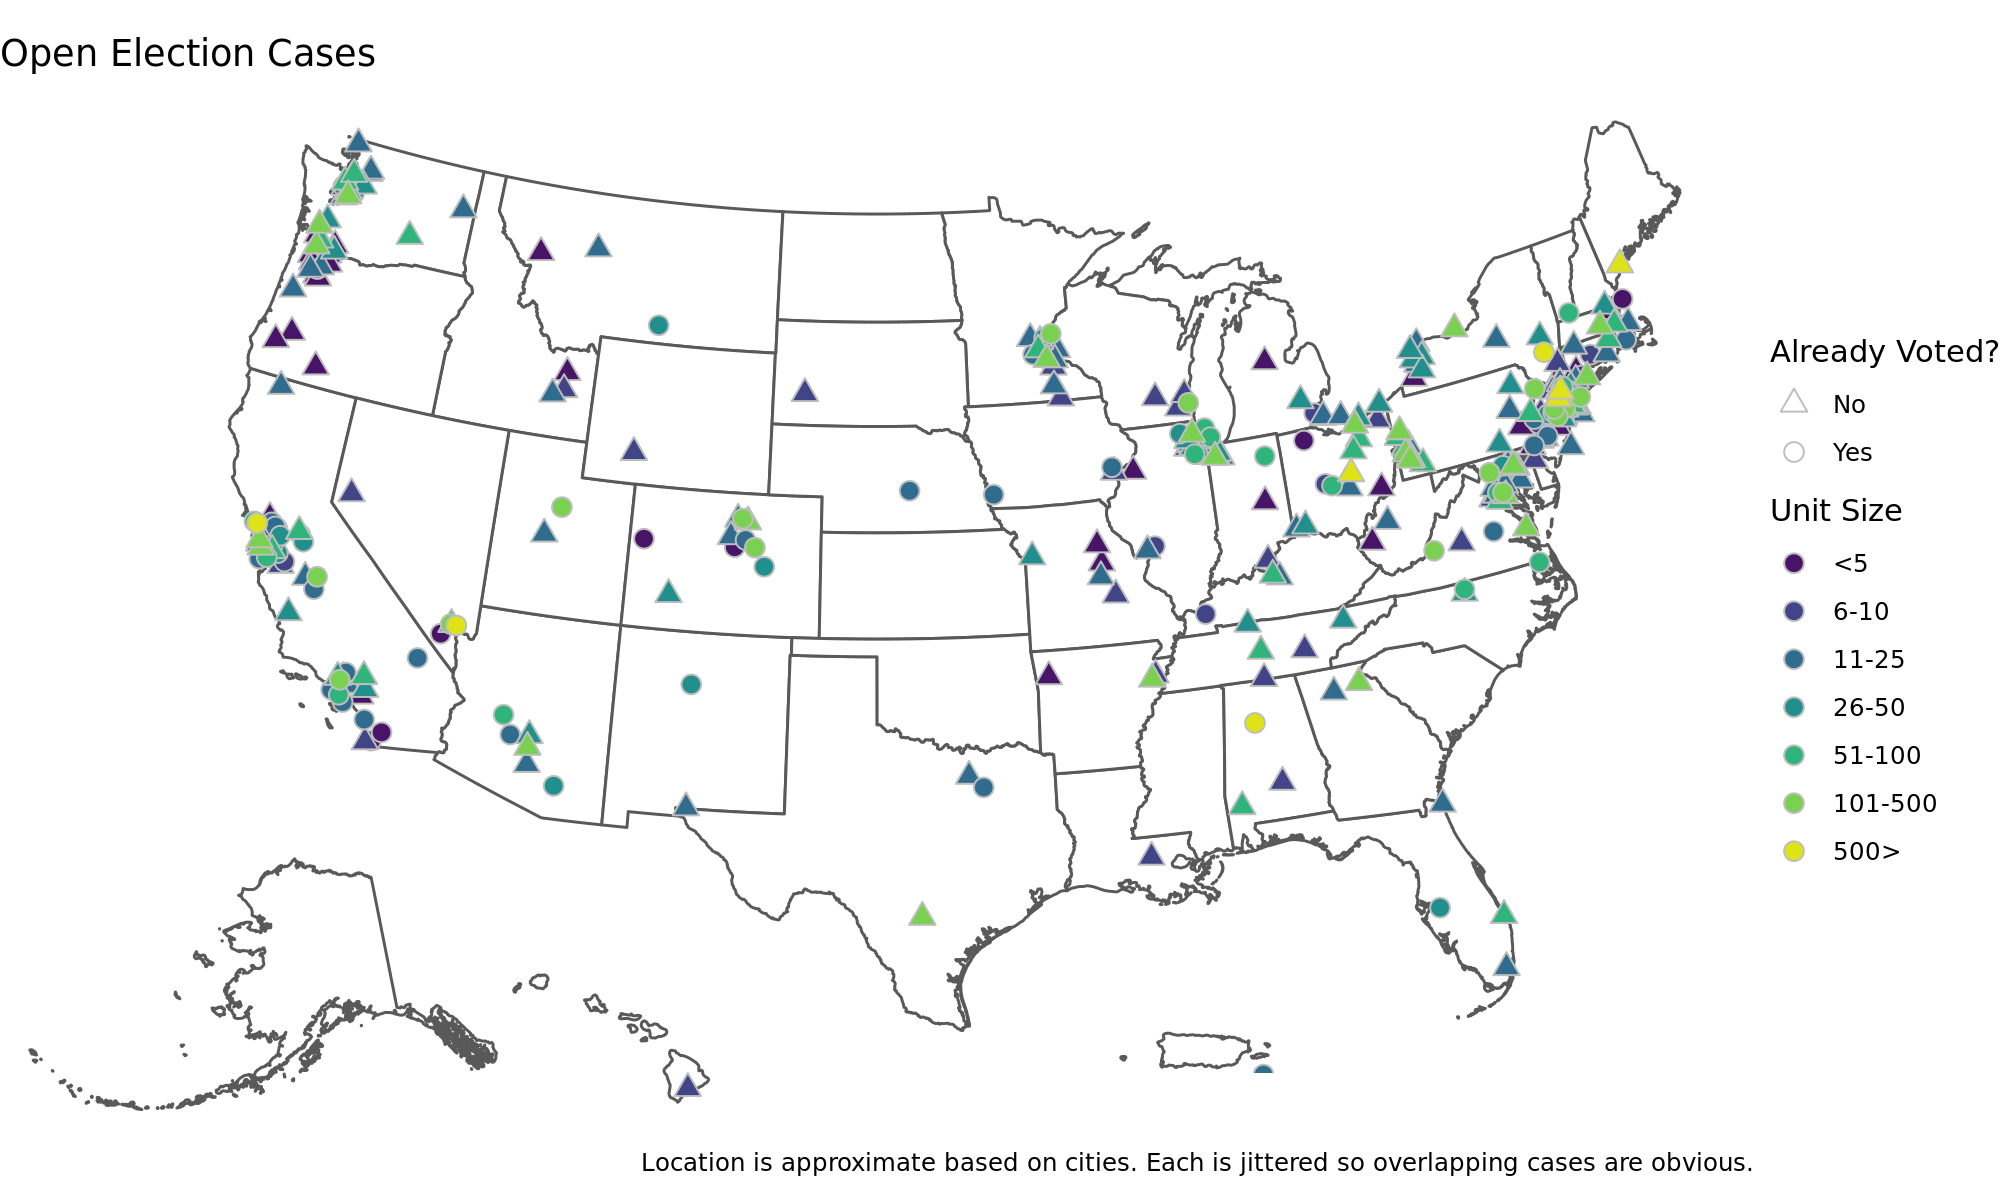 Open Election Cases
Already Voted?
No
Yes
Unit Size
<5
6-10
11-25
26-50
51-100
101-500
500>
Location is approximate based on cities. Each is jittered so overlapping cases are obvious.